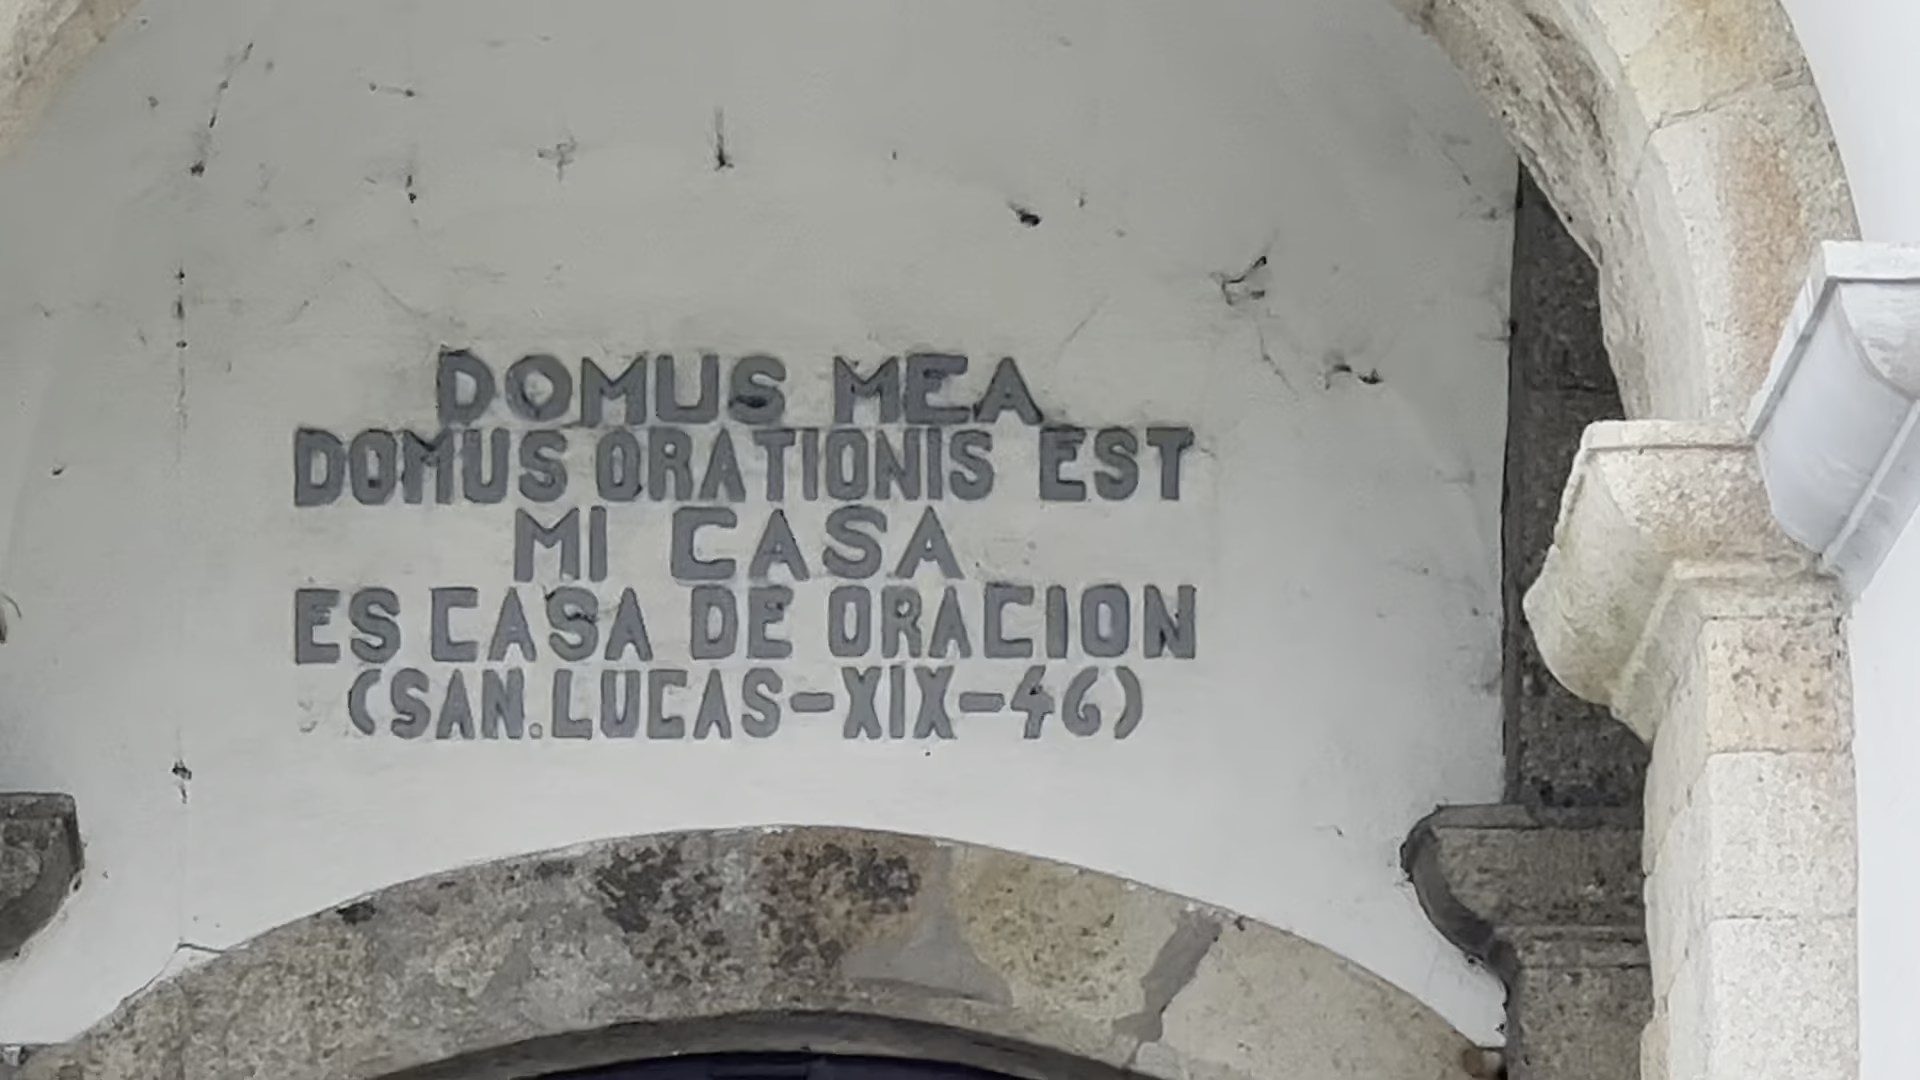 DOMUS MEA
DOMUS ORATIONIS EST
MI CASA
ES CASA DE ORACION
(SAN.LUCAS-XIX-46)